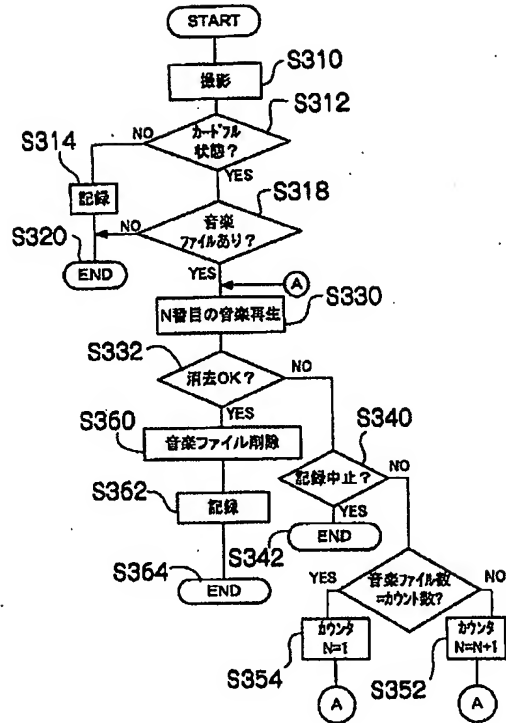 START
S310
撮影
S312
カードフル
状態?
NO
YES
S314
記録
S318
音楽
ファイルあり?
NO
YES
S320
END
A
S330
N番目の音楽再生
S332
消去OK?
NO
YES
S360
音楽ファイル削除
S340
記録中止?
NO
YES
S362
記録
S342
END
S364
END
音楽ファイル数
=カウント数?
YES
NO
カウンタ
N=1
カウンタ
N=N+1
S354
S352
A
A